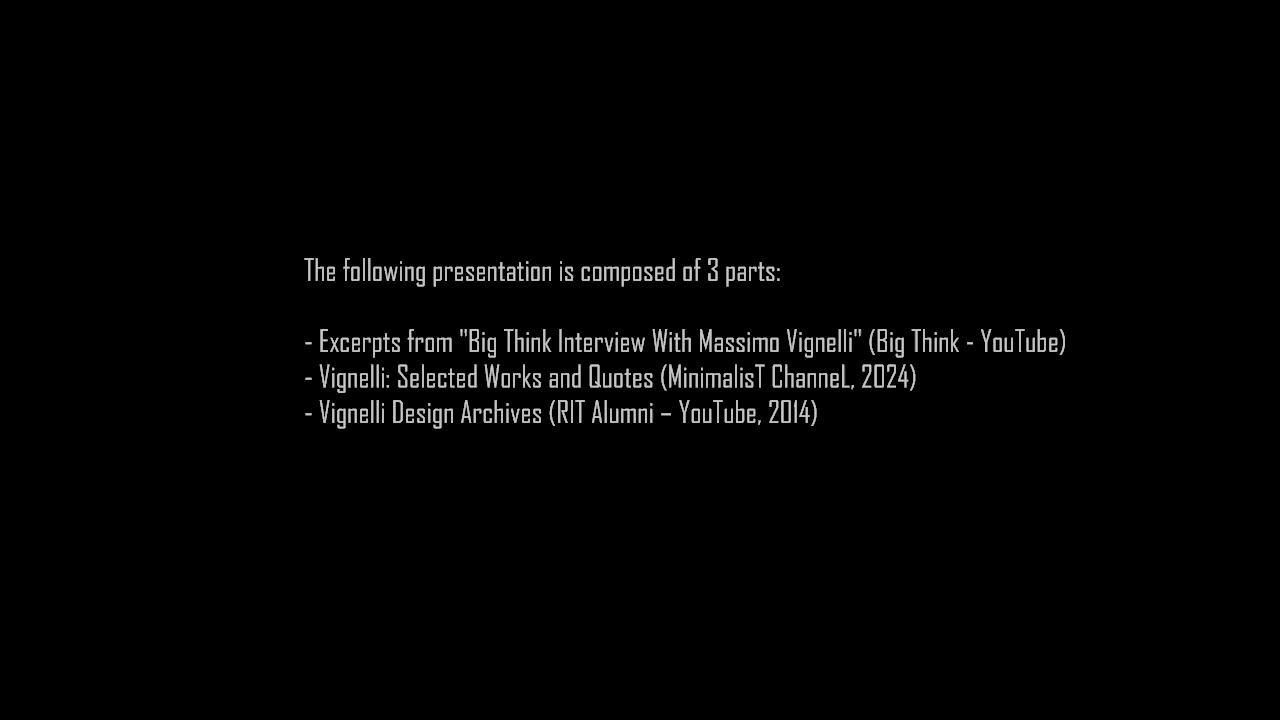 The following presentation is composed of 3 parts:
- Excerpts from "Big Think Interview With Massimo Vignelli" (Big Think - YouTube)
- Vignelli: Selected Works and Quotes (MinimalisT ChanneL, 2024)
- Vignelli Design Archives (RIT Alumni – YouTube, 2014)